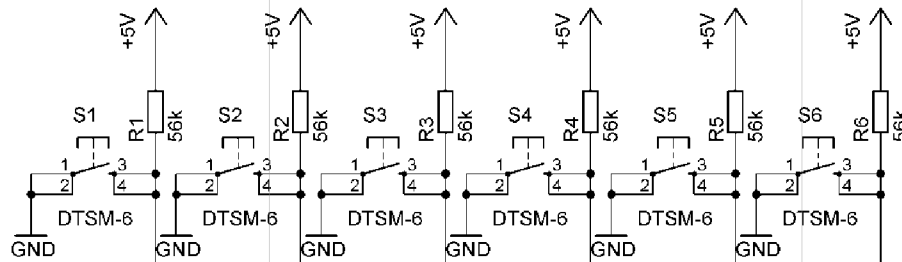 +5V +5V +5V +5V +5V +5V
S1 R1 56k S2 R2 56k S3 R3 56k S4 R4 56k S5 R5 56k S6 R6 56k
1 3 1 3 1 3 1 3 1 3 1 3
2 4 2 4 2 4 2 4 2 4 2 4
DTSM-6 DTSM-6 DTSM-6 DTSM-6 DTSM-6 DTSM-6
GND GND GND GND GND GND